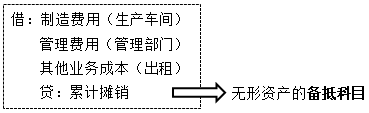 借：制造费用（生产车间）
管理费用（管理部门）
其他业务成本（出租）
贷：累计摊销
无形资产的备抵科目